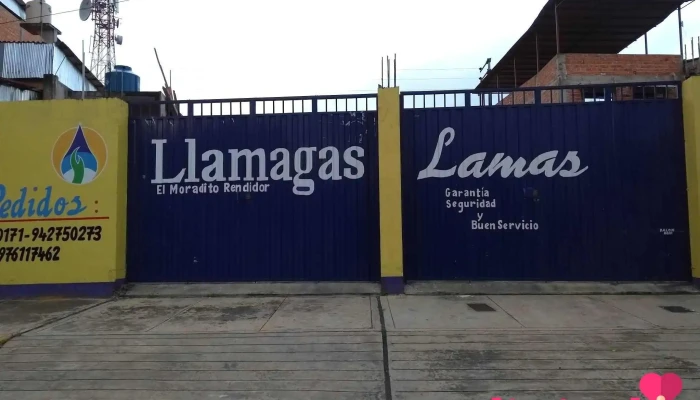 Llamagas
El Moradito Rendidor
Lamas
Garantía
Seguridad
y
Buen Servicio
Pedidos :
0171-942750273
976117462